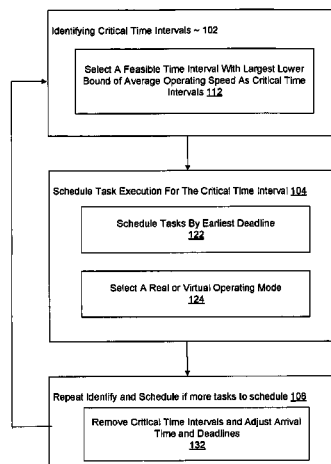 Identifying Critical Time Intervals ~ 102
Select A Feasible Time Interval With Largest Lower
Bound of Average Operating Speed As Critical Time
Intervals 112
Schedule Task Execution For The Critical Time Interval 104
Schedule Tasks By Earliest Deadline
122
Select A Real or Virtual Operating Mode
124
Repeat Identify and Schedule if more tasks to schedule 106
Remove Critical Time Intervals and Adjust Arrival
Time and Deadlines
132